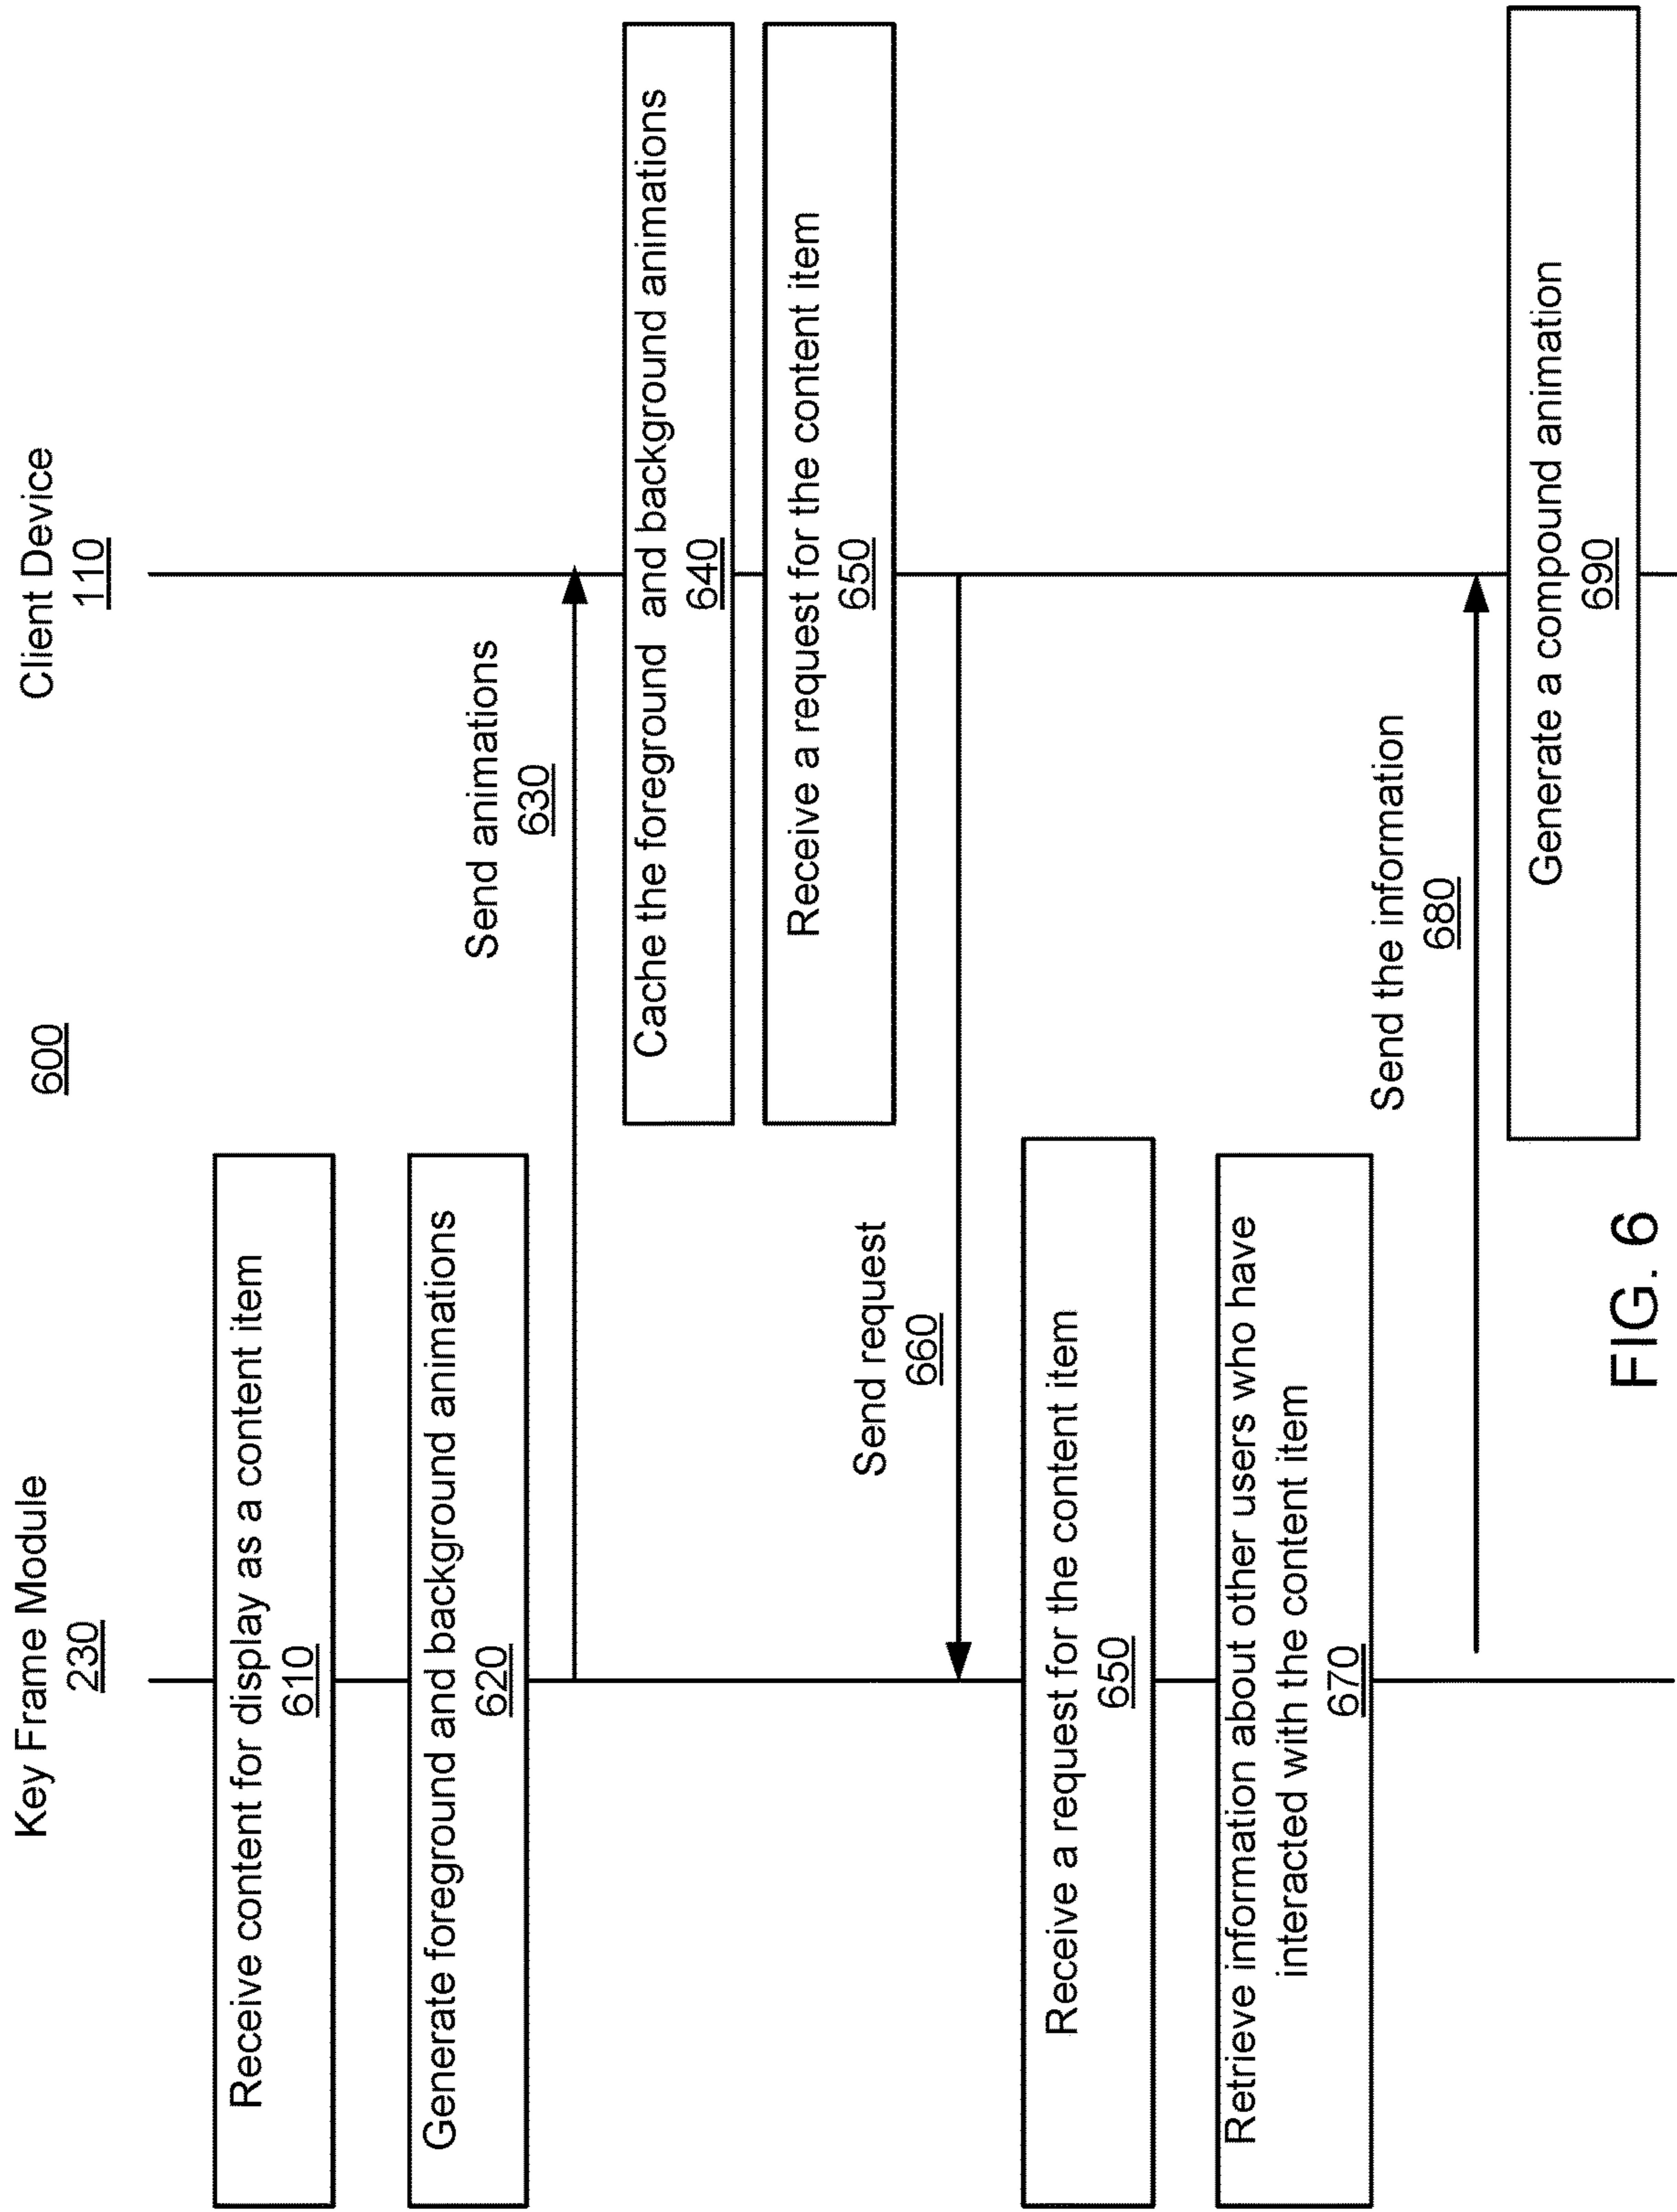 600
Key Frame Module
230
Client Device
110
Receive content for display as a content item
610
Generate foreground and background animations
620
Send animations
630
Cache the foreground and background animations
640
Receive a request for the content item
650
Send request
660
Receive a request for the content item
650
Retrieve information about other users who have
interacted with the content item
670
Send the information
680
Generate a compound animation
690
FIG. 6